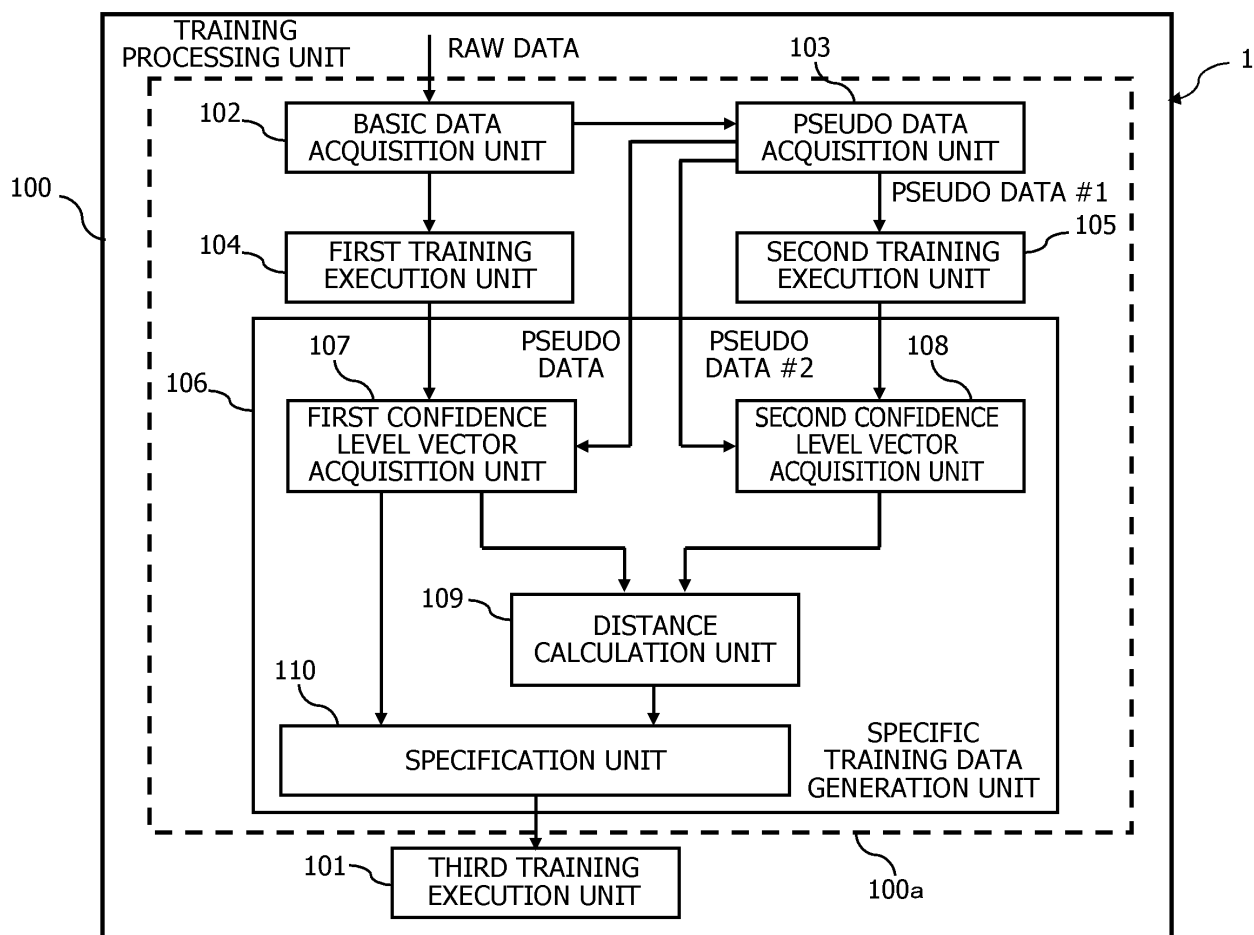 TRAINING
PROCESSING UNIT
RAW DATA
103
1
102
BASIC DATA
ACQUISITION UNIT
PSEUDO DATA
ACQUISITION UNIT
100
PSEUDO DATA #1
104
FIRST TRAINING
EXECUTION UNIT
SECOND TRAINING
EXECUTION UNIT
105
107
PSEUDO
DATA
PSEUDO
DATA #2
108
106
FIRST CONFIDENCE
LEVEL VECTOR
ACQUISITION UNIT
SECOND CONFIDENCE
LEVEL VECTOR
ACQUISITION UNIT
109
DISTANCE
CALCULATION UNIT
110
SPECIFICATION UNIT
SPECIFIC
TRAINING DATA
GENERATION UNIT
101
THIRD TRAINING
EXECUTION UNIT
100a